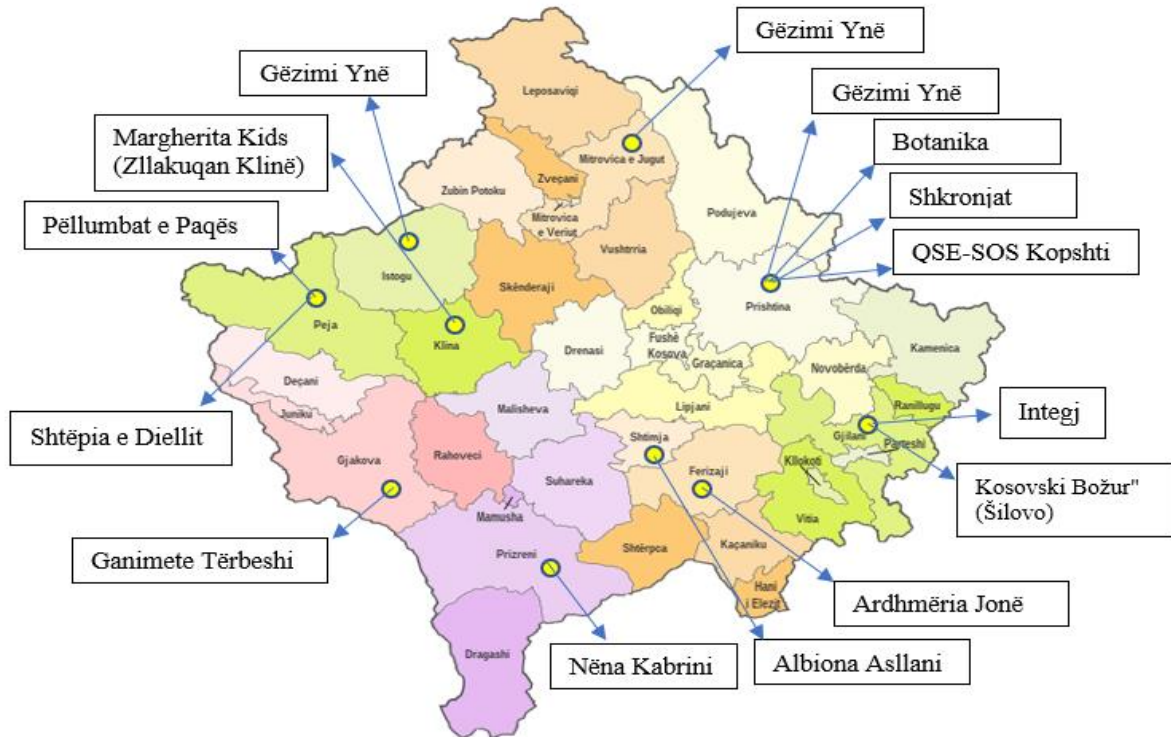 Gëzimi Ynë
Gëzimi Ynë
Gëzimi Ynë
Margherita Kids
(Zllakuqan Klinë)
Botanika
Pëllumbat e Paqës
Shkronjat
QSE-SOS Kopshti
Shtëpia e Diellit
Integj
Kosovski Božur"
(Šilovo)
Ganimete Tërbeshi
Ardhmëria Jonë
Nëna Kabrini
Albiona Asllani
Leposaviqi
Mitrovica e Jugut
Zveçani
Zubin Potoku
Mitrovica
e Veriut
Vushtrria
Podujeva
Istogu
Skënderaji
Prishtina
Peja
Obiliqi
Klina
Drenasi
Fushë
Kosova
Graçanica
Novobërda
Kamenica
Deçani
Juniku
Malisheva
Lipjani
Ranillugu
Gjilani
Parteshi
Shtimja
Gjakova
Rahoveci
Suhareka
Ferizaji
Kllokoti
Vitia
Mamusha
Prizreni
Shtërpca
Kaçaniku
Hani
i Elezit
Dragashi